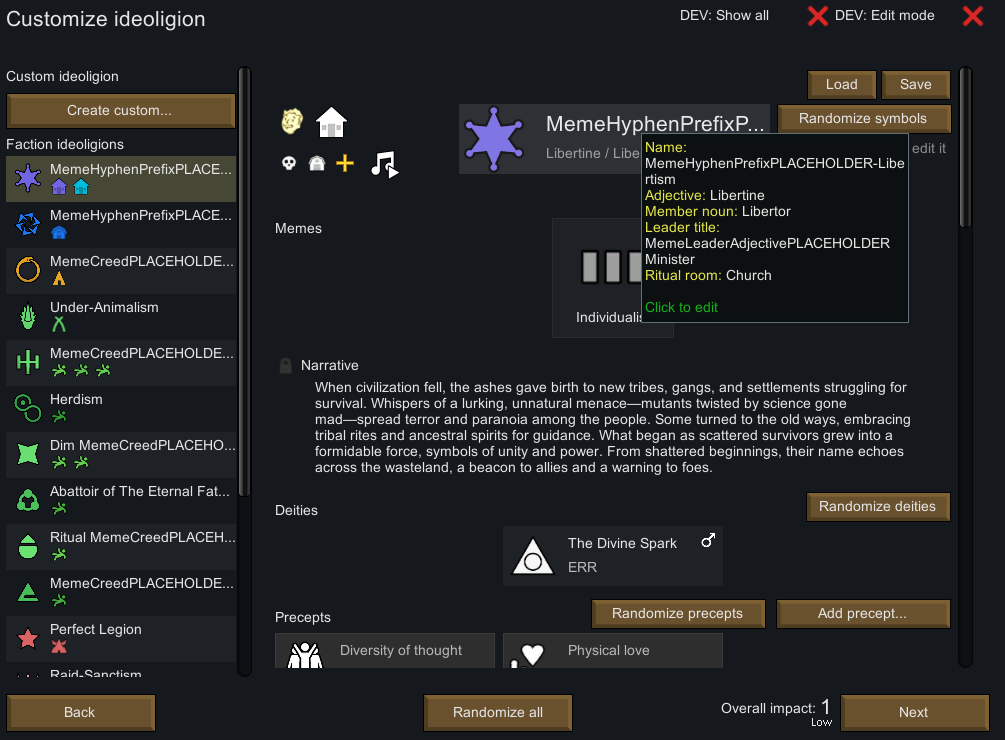 Customize ideoligion
DEV: Show all
DEV: Edit mode
Custom ideoligion
Create custom...
Faction ideoligions
MemeHyphenPrefixPLACE...
MemeHyphenPrefixPLACE...
MemeCreedPLACEHOLDE...
Under-Animalism
MemeCreedPLACEHOLDE...
Herdism
Dim MemeCreedPLACEHO...
Abattoir of The Eternal Fat...
Ritual MemeCreedPLACEH...
MemeCreedPLACEHOLDE...
Perfect Legion
Raid-Sanctism
Load
Save
MemeHyphenPrefixP...
Libertine / Libe
Randomize symbols
edit it
Name:
MemeHyphenPrefixPLACEHOLDER-Libe
rtism
Adjective: Libertine
Member noun: Libertor
Leader title:
MemeLeaderAdjectivePLACEHOLDER
Minister
Ritual room: Church
Click to edit
Memes
Individualis
Narrative
When civilization fell, the ashes gave birth to new tribes, gangs, and settlements struggling for
survival. Whispers of a lurking, unnatural menace—mutants twisted by science gone
mad—spread terror and paranoia among the people. Some turned to the old ways, embracing
tribal rites and ancestral spirits for guidance. What began as scattered survivors grew into a
formidable force, symbols of unity and power. From shattered beginnings, their name echoes
across the wasteland, a beacon to allies and a warning to foes.
Deities
Randomize deities
The Divine Spark
ERR
Precepts
Randomize precepts
Add precept...
Diversity of thought
Physical love
Back
Randomize all
Overall impact: 1
Low
Next